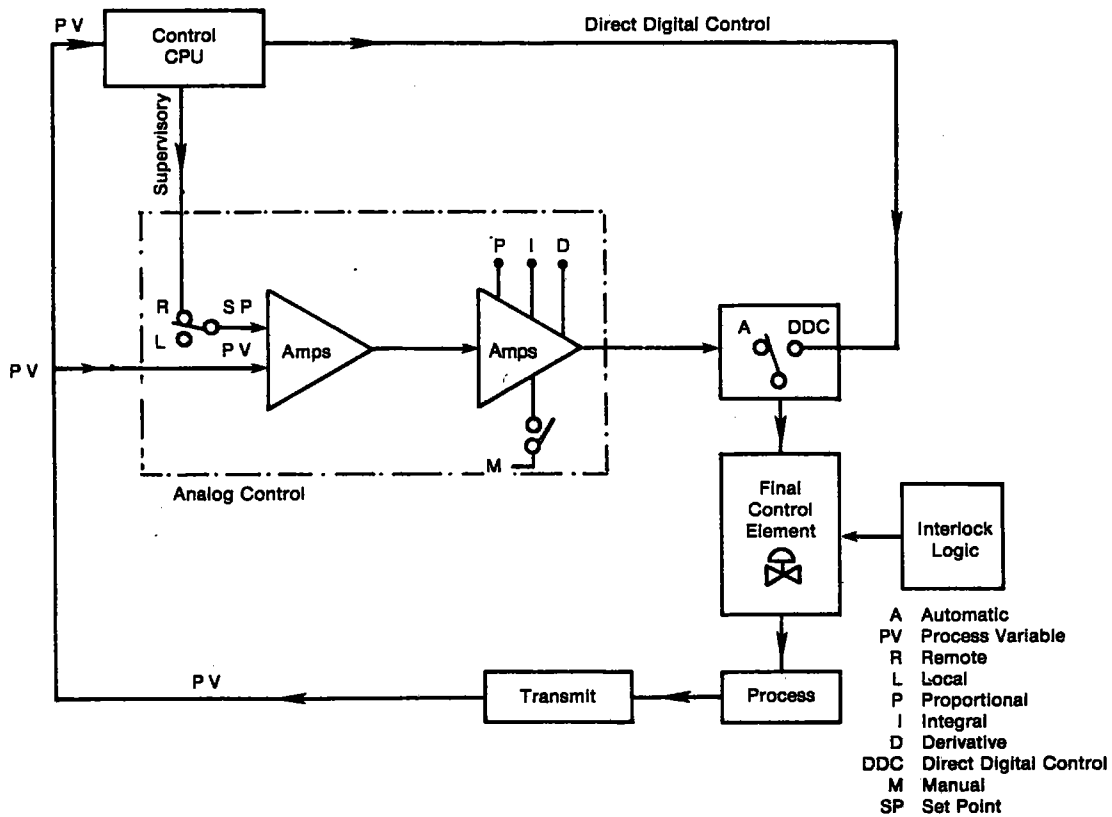 P V
Control
CPU
Direct Digital Control
Supervisory
P I D
R
S P
L
P V
Amps
Amps
A
DDC
P V
M
Analog Control
Final
Control
Element
Interlock
Logic
P V
Transmit
Process
A Automatic
PV Process Variable
R Remote
L Local
P Proportional
I Integral
D Derivative
DDC Direct Digital Control
M Manual
SP Set Point